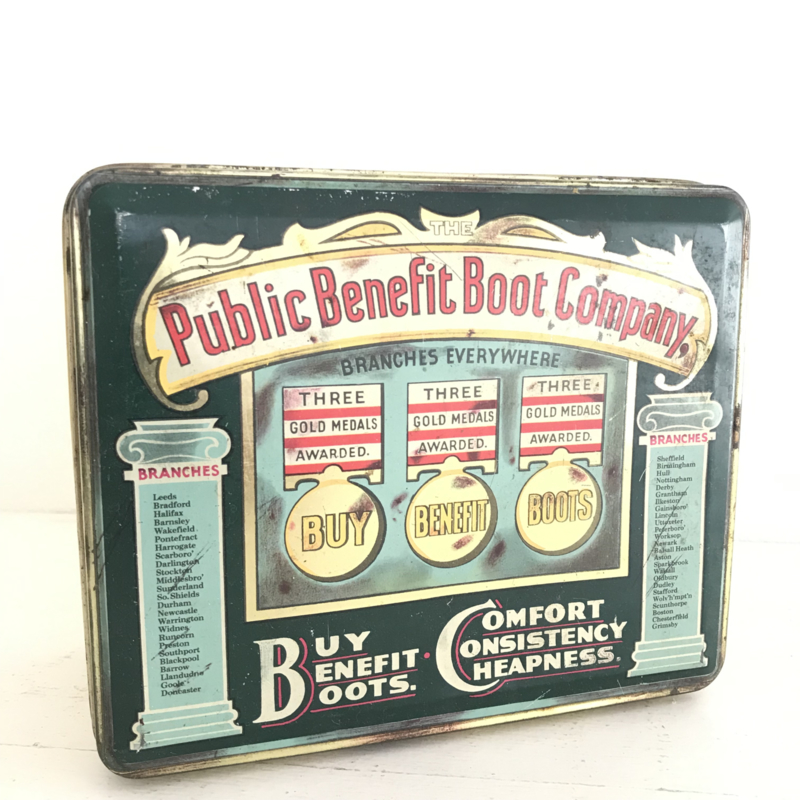 THE
Public Benefit Boot Company,
BRANCHES EVERYWHERE
THREE
GOLD MEDALS
AWARDED.
BUY
THREE
GOLD MEDALS
AWARDED.
BENEFIT
THREE
GOLD MEDALS
AWARDED.
BOOTS
BRANCHES
Leeds
Bradford
Halifax
Barnsley
Wakefield
Pontefract
Harrogate
Scarboro'
Darlington
Stockton
Middlesbro'
Sunderland
So. Shields
Durham
Newcastle
Warrington
Widnes
Runcorn
Preston
Southport
Blackpool
Barrow
Llandudno
Goole
Doncaster
BRANCHES
Sheffield
Birmingham
Hull
Nottingham
Derby
Grantham
Ilkeston
Gainsboro'
Lincoln
Uttoxeter
Peterboro'
Worksop
Newark
Balsall Heath
Aston
Sparkbrook
Walsall
Oldbury
Dudley
Stafford
Wolv'h'mpt'n
Scunthorpe
Boston
Chesterfield
Grimsby
BUY
BENEFIT
BOOTS.
COMFORT
CONSISTENCY
CHEAPNESS.